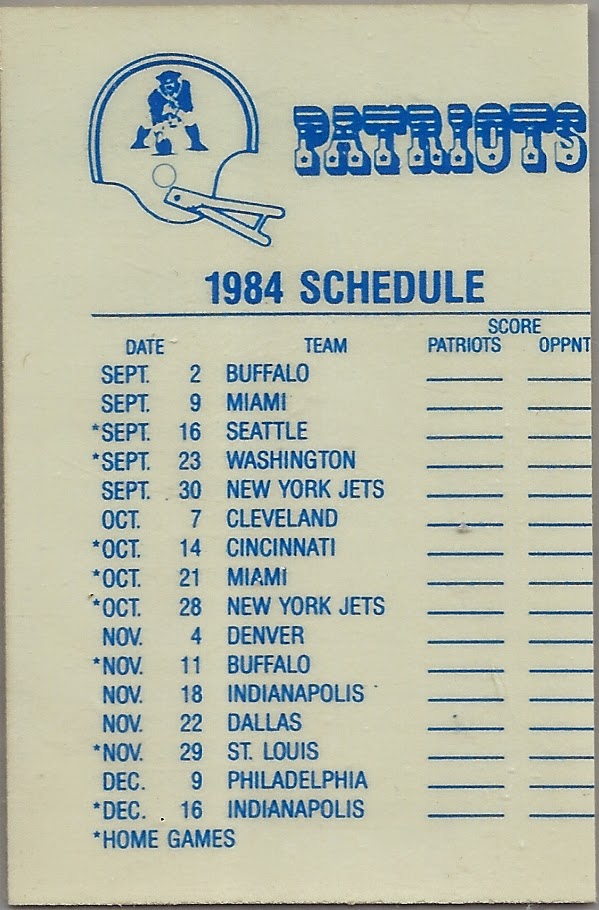 PATRIOTS
1984 SCHEDULE
SCORE
DATE TEAM PATRIOTS OPPNT
SEPT. 2 BUFFALO
SEPT. 9 MIAMI
*SEPT. 16 SEATTLE
*SEPT. 23 WASHINGTON
SEPT. 30 NEW YORK JETS
OCT. 7 CLEVELAND
*OCT. 14 CINCINNATI
*OCT. 21 MIAMI
*OCT. 28 NEW YORK JETS
NOV. 4 DENVER
*NOV. 11 BUFFALO
NOV. 18 INDIANAPOLIS
NOV. 22 DALLAS
*NOV. 29 ST. LOUIS
DEC. 9 PHILADELPHIA
*DEC. 16 INDIANAPOLIS
*HOME GAMES